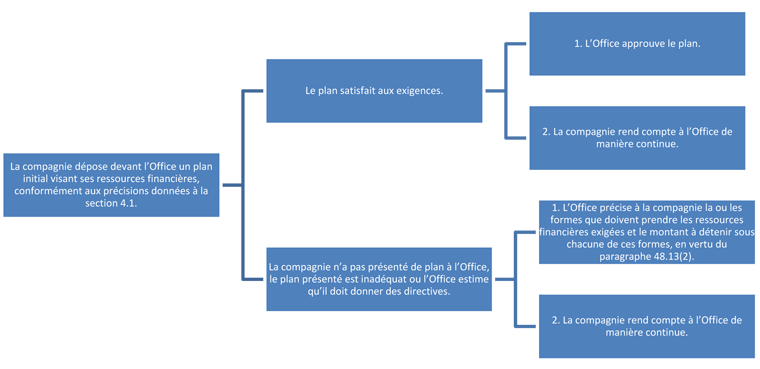 La compagnie dépose devant l'Office un plan
initial visant ses ressources financières,
conformément aux précisions données à la
section 4.1.
Le plan satisfait aux exigences.
1. L'Office approuve le plan.
2. La compagnie rend compte à l'Office de
manière continue.
La compagnie n'a pas présenté de plan à l'Office,
le plan présenté est inadéquat ou l'Office estime
qu'il doit donner des directives.
1. L'Office précise à la compagnie la ou les
formes que doivent prendre les ressources
financières exigées et le montant à détenir sous
chacune de ces formes, en vertu du
paragraphe 48.13(2).
2. La compagnie rend compte à l'Office de
manière continue.